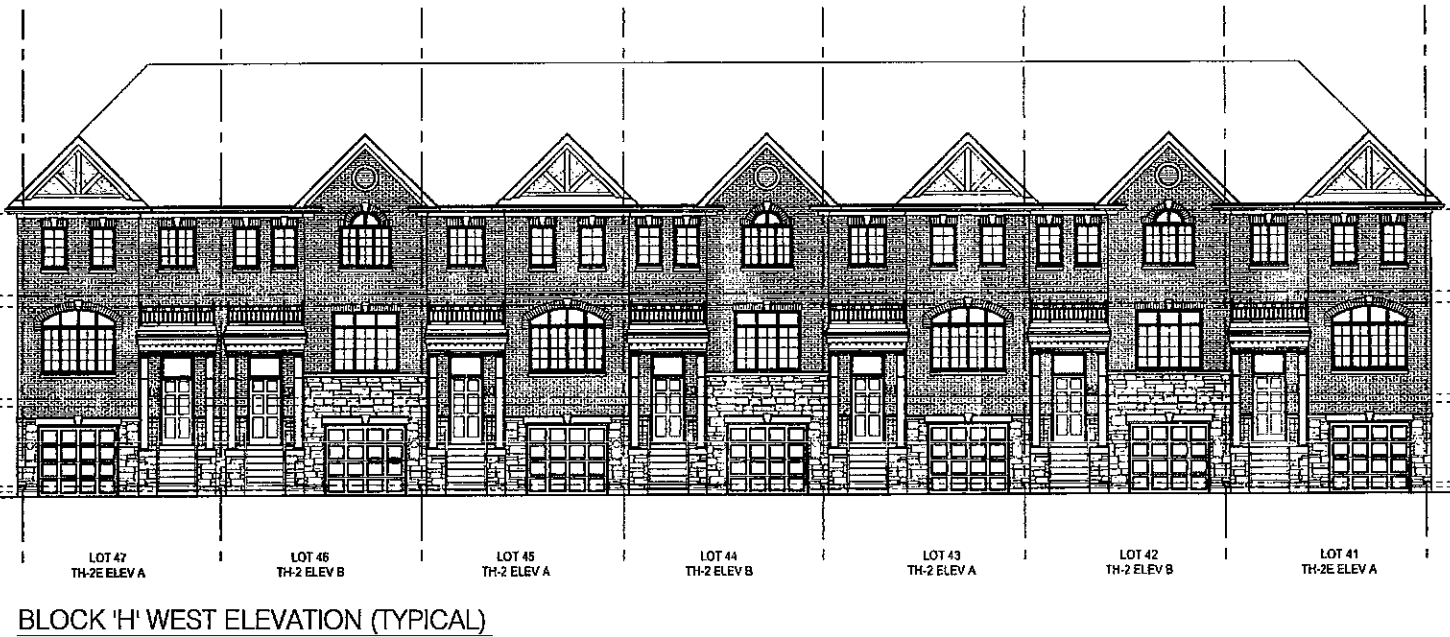 LOT 47
TH-2E ELEV A
LOT 46
TH-2 ELEV B
LOT 45
TH-2 ELEV A
LOT 44
TH-2 ELEV B
LOT 43
TH-2 ELEV A
LOT 42
TH-2 ELEV B
LOT 41
TH-2E ELEV A
BLOCK 'H' WEST ELEVATION (TYPICAL)